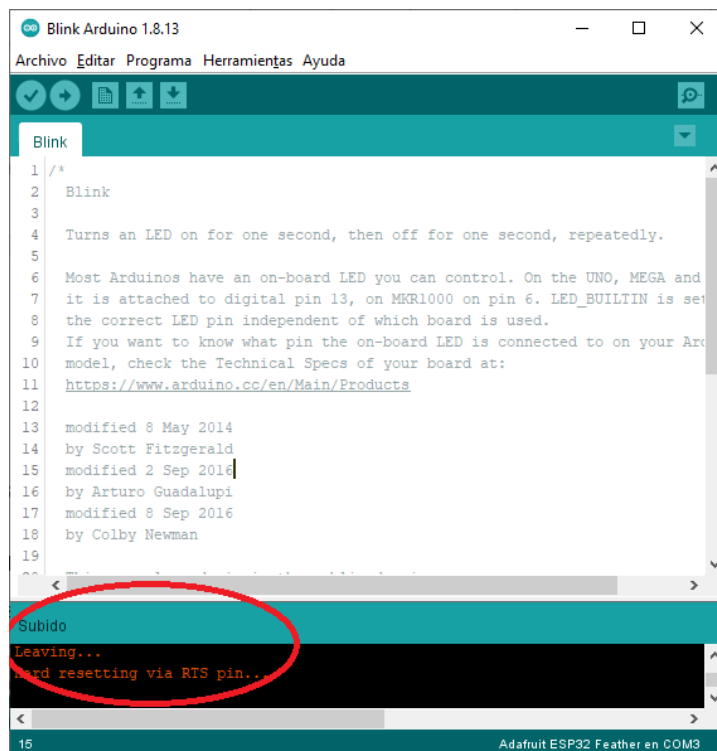 Blink Arduino 1.8.13
Archivo Editar Programa Herramientas Ayuda
Blink
1 /*
2 Blink
3
4 Turns an LED on for one second, then off for one second, repeatedly.
5
6 Most Arduinos have an on-board LED you can control. On the UNO, MEGA and
7 it is attached to digital pin 13, on MKR1000 on pin 6. LED_BUILTIN is set
8 the correct LED pin independent of which board is used.
9 If you want to know what pin the on-board LED is connected to on your Ard
10 model, check the Technical Specs of your board at:
11 https://www.arduino.cc/en/Main/Products
12
13 modified 8 May 2014
14 by Scott Fitzgerald
15 modified 2 Sep 2016
16 by Arturo Guadalupi
17 modified 8 Sep 2016
18 by Colby Newman
19
Subido
Leaving...
Hard resetting via RTS pin...
15 Adafruit ESP32 Feather en COM3